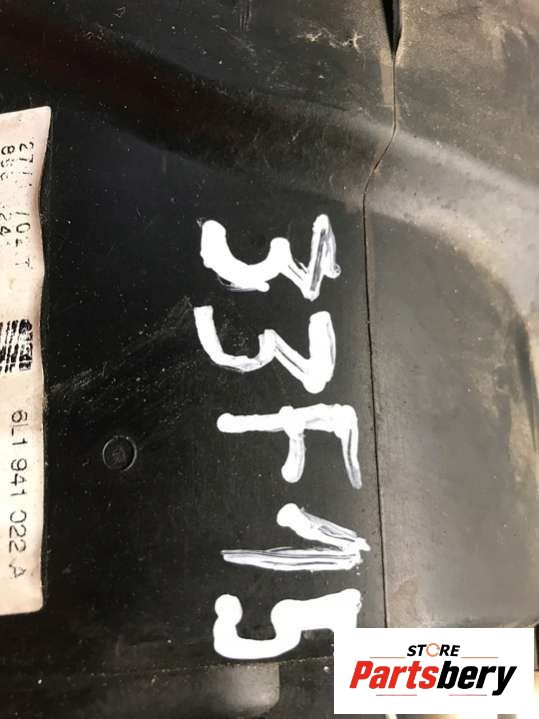 6L1 941 022 A
33F15
STORE
Partsbery